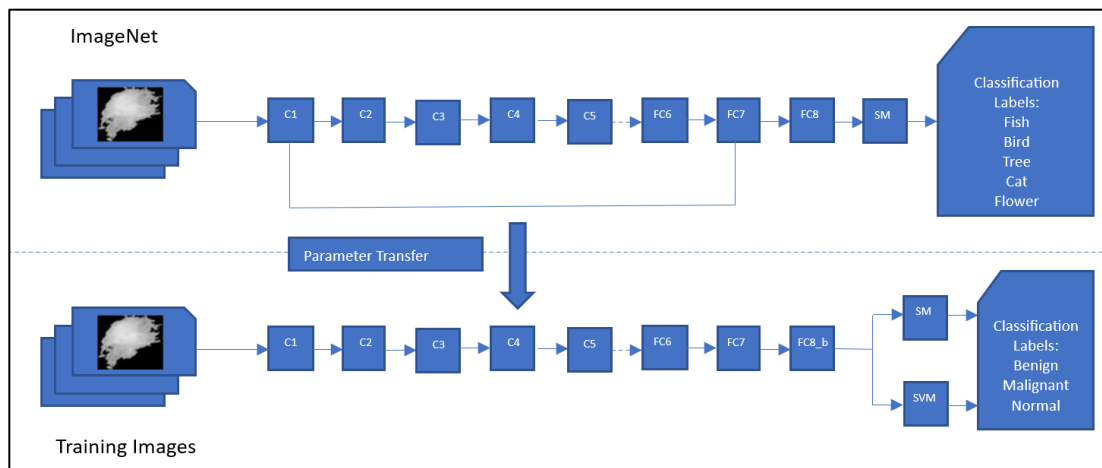 ImageNet
C1
C2
C3
C4
C5
FC6
FC7
FC8
SM
Classification
Labels:
Fish
Bird
Tree
Cat
Flower
Parameter Transfer
C1
C2
C3
C4
C5
FC6
FC7
FC8_b
SM
SVM
Classification
Labels:
Benign
Malignant
Normal
Training Images